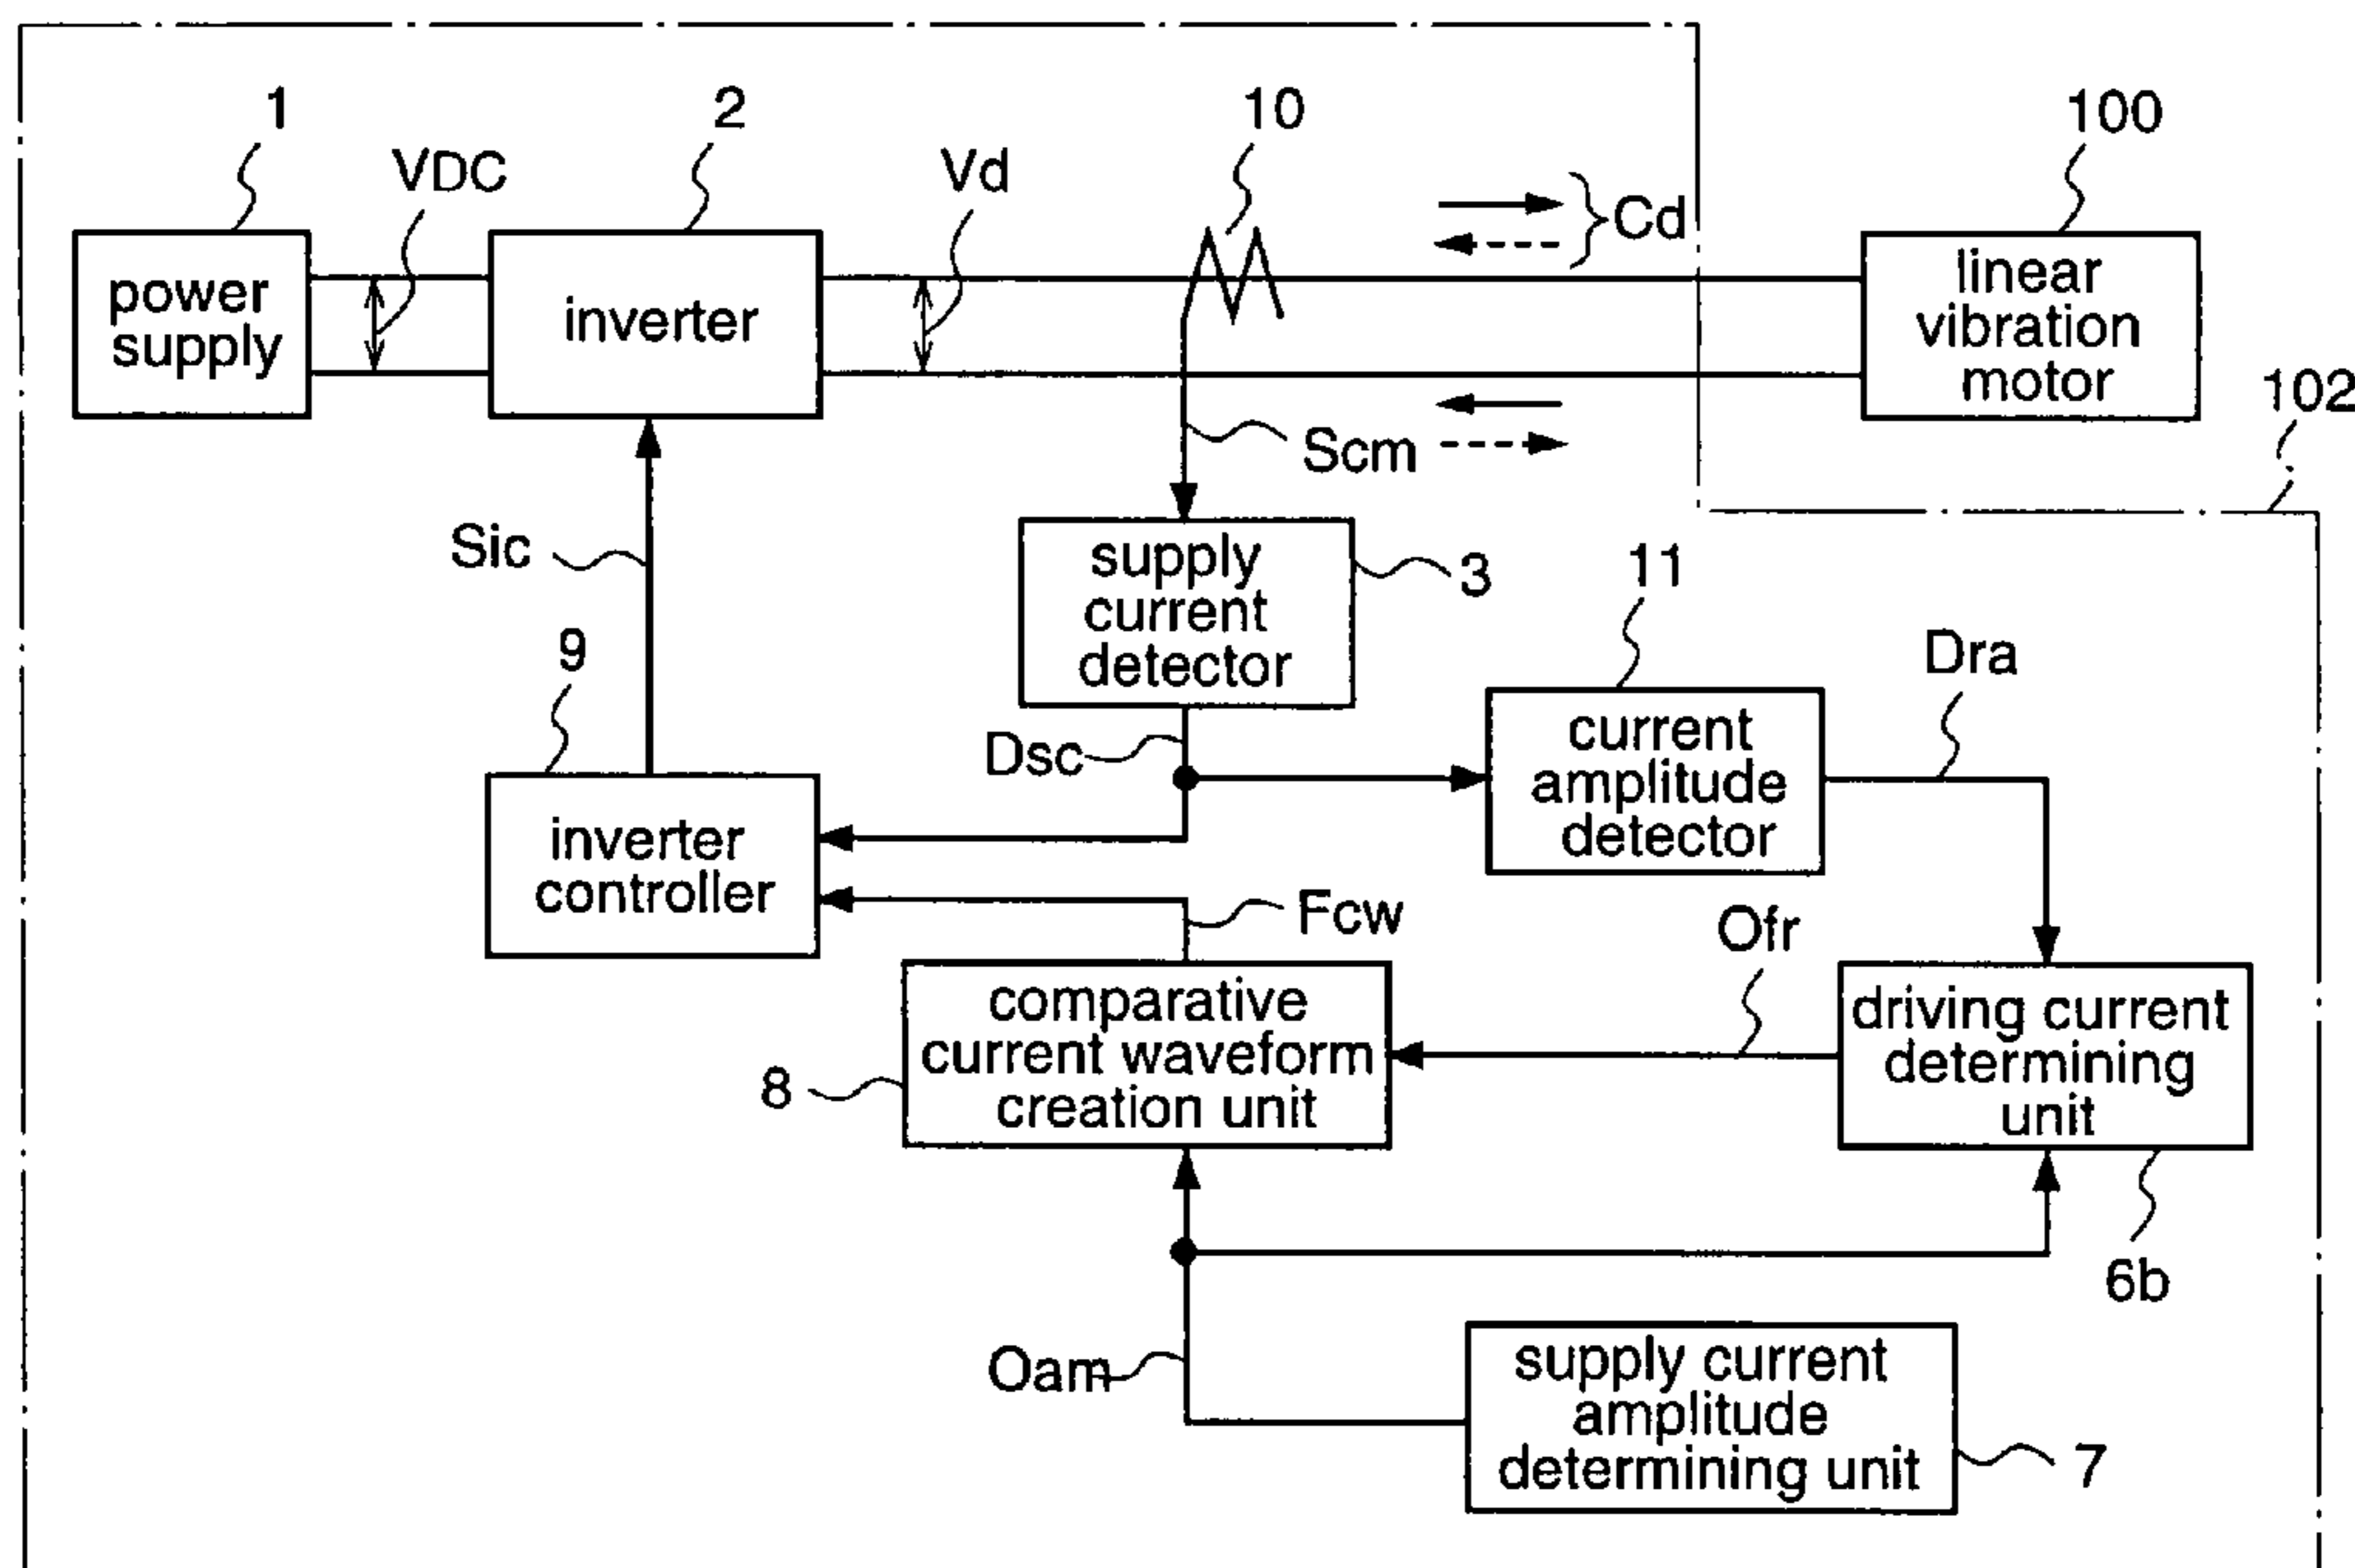 1
2
10
100
VDC
Vd
Cd
power
supply
inverter
linear
vibration
motor
102
Scm
Sic
supply
current
detector
3
11
9
Dra
Dsc
current
amplitude
detector
inverter
controller
Fcw
Ofr
comparative
current waveform
creation unit
8
driving current
determining
unit
6b
Oam
supply current
amplitude
determining unit
7